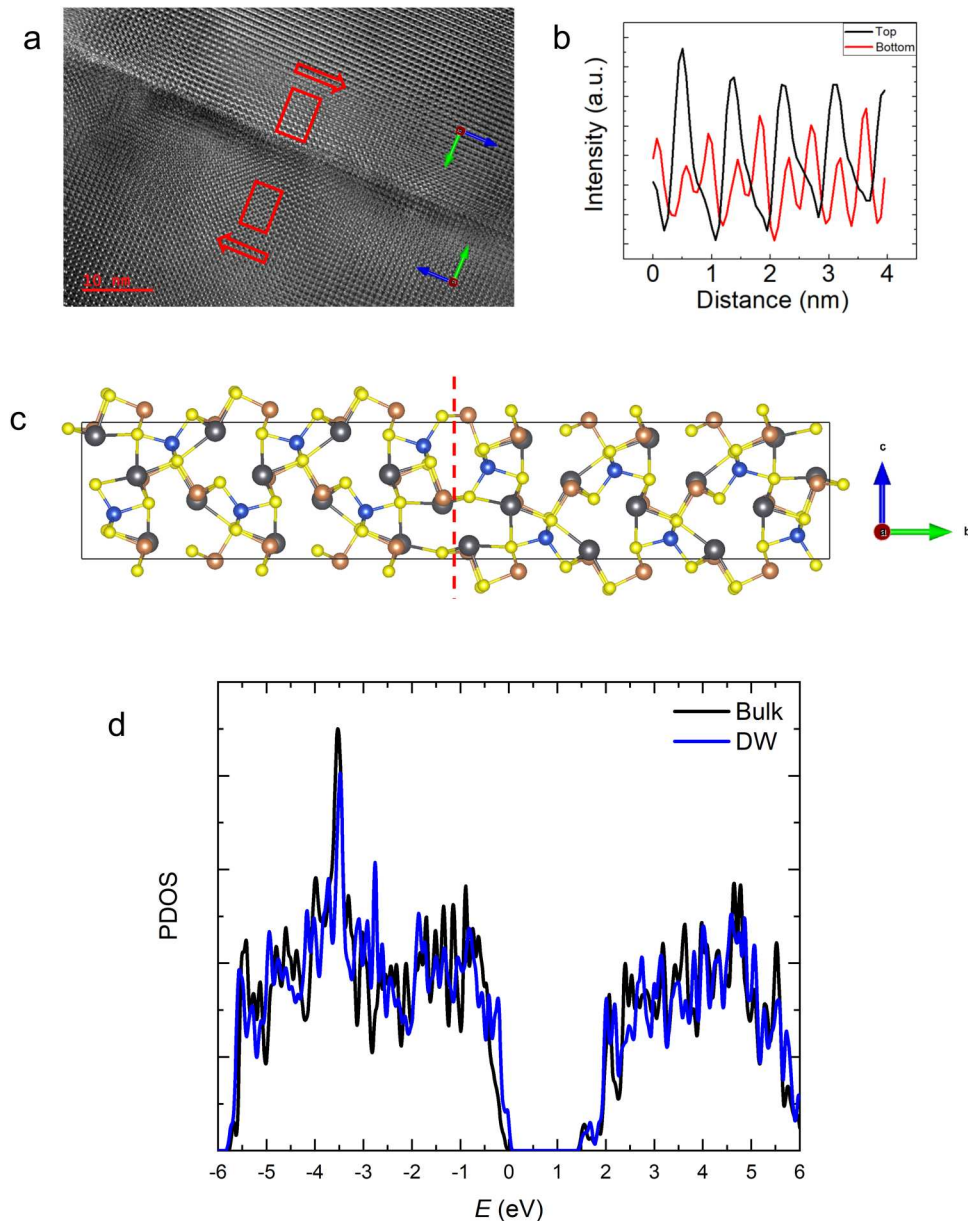 a
10 nm
b
Top
Bottom
Intensity (a.u.)
0 1 2 3 4
Distance (nm)
c
c
a
b
d
Bulk
DW
PDOS
-6 -5 -4 -3 -2 -1 0 1 2 3 4 5 6
E (eV)